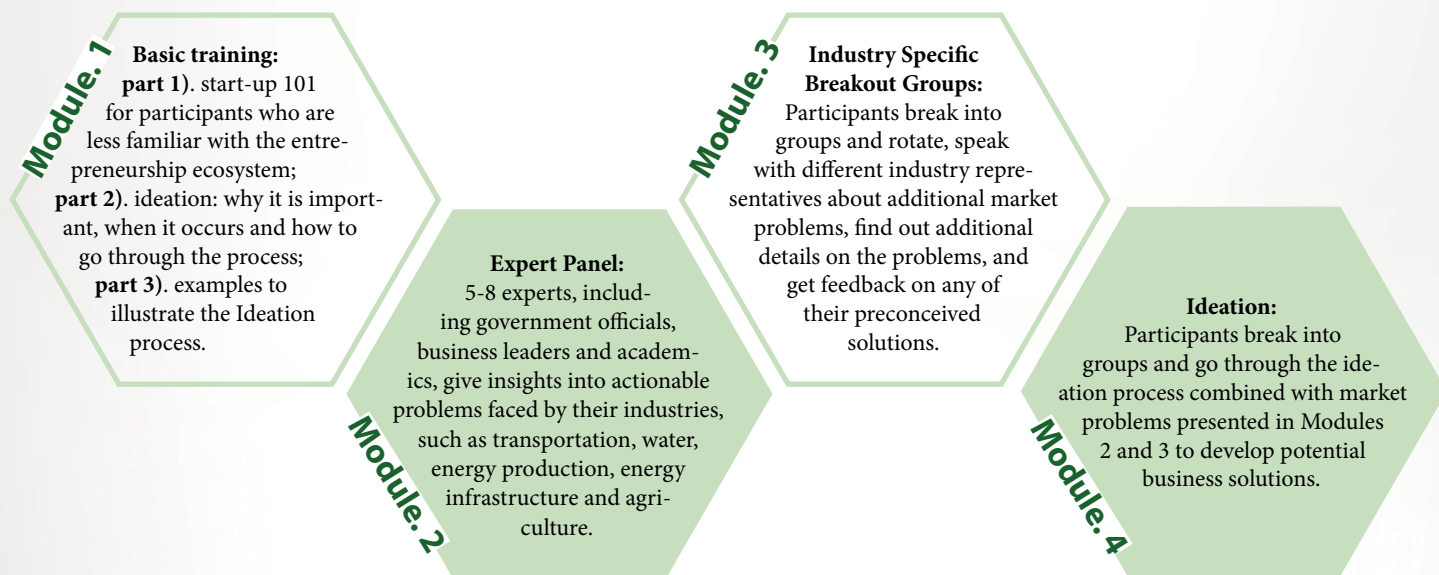 Module. 1
Basic training:
part 1). start-up 101
for participants who are
less familiar with the entre-
preneurship ecosystem;
part 2). ideation: why it is import-
ant, when it occurs and how to
go through the process;
part 3). examples to
illustrate the Ideation
process.
Module. 2
Expert Panel:
5-8 experts, includ-
ing government officials,
business leaders and academ-
ics, give insights into actionable
problems faced by their industries,
such as transportation, water,
energy production, energy
infrastructure and agri-
culture.
Module. 3
Industry Specific
Breakout Groups:
Participants break into
groups and rotate, speak
with different industry repre-
sentatives about additional market
problems, find out additional
details on the problems, and
get feedback on any of
their preconceived
solutions.
Module. 4
Ideation:
Participants break into
groups and go through the ide-
ation process combined with market
problems presented in Modules
2 and 3 to develop potential
business solutions.